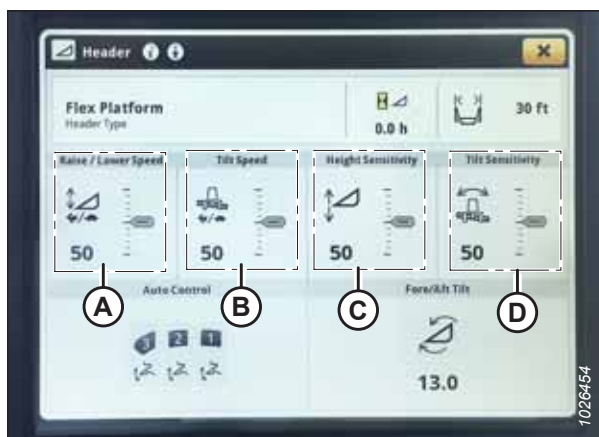 Header
Flex Platform
Header Type
0.0 h
30 ft
Raise / Lower Speed
Tilt Speed
Height Sensitivity
Tilt Sensitivity
50
50
50
50
A
B
C
D
Auto Control
Fore/Aft Tilt
3 2 1
13.0
1026454